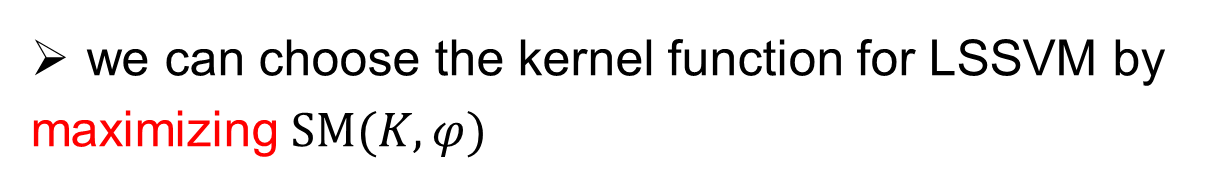 ➢ we can choose the kernel function for LSSVM by
maximizing SM(𝐾, 𝜑)